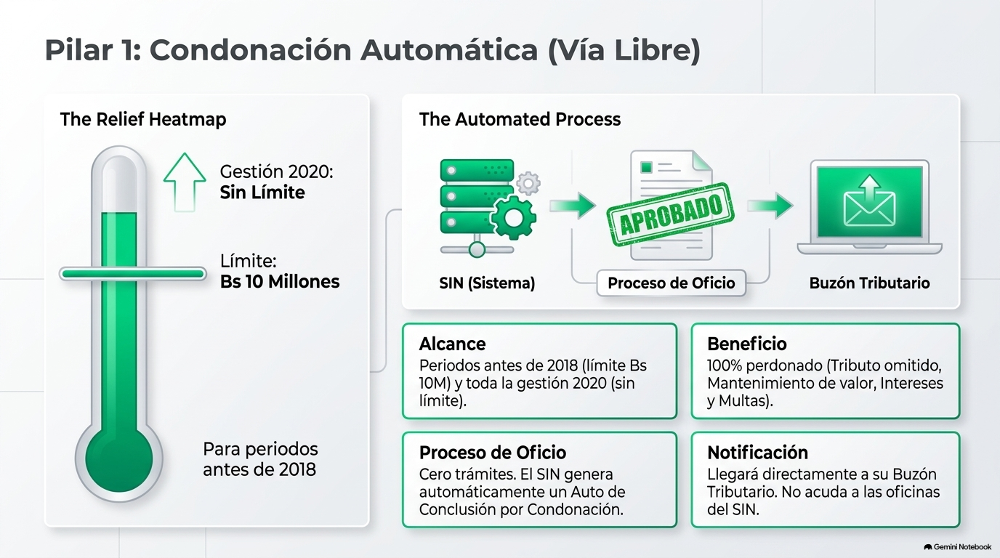 Pilar 1: Condonación Automática (Vía Libre)
The Relief Heatmap
Gestión 2020:
Sin Límite
Límite:
Bs 10 Millones
Para periodos
antes de 2018
The Automated Process
APROBADO
SIN (Sistema)
Proceso de Oficio
Buzón Tributario
Alcance
Periodos antes de 2018 (límite Bs
10M) y toda la gestión 2020 (sin
límite).
Beneficio
100% perdonado (Tributo omitido,
Mantenimiento de valor, Intereses
y Multas).
Proceso de Oficio
Cero trámites. El SIN genera
automáticamente un Auto de
Conclusión por Condonación.
Notificación
Llegará directamente a su Buzón
Tributario. No acuda a las oficinas
del SIN.
Gemini Notebook